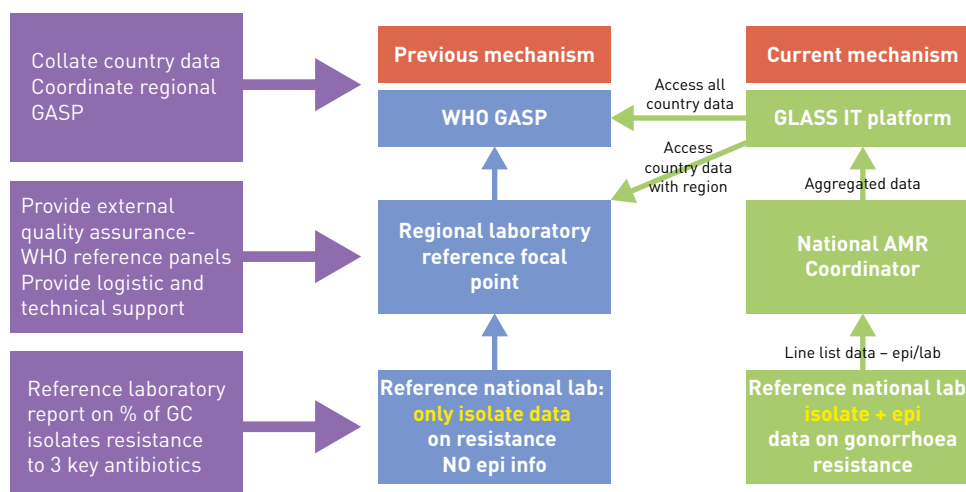 Collate country data
Coordinate regional
GASP
Previous mechanism
Current mechanism
WHO GASP
Access all
country data
GLASS IT platform
Access
country data
with region
Aggregated data
Provide external
quality assurance-
WHO reference panels
Provide logistic and
technical support
Regional laboratory
reference focal
point
National AMR
Coordinator
Line list data – epi/lab
Reference laboratory
report on % of GC
isolates resistance
to 3 key antibiotics
Reference national lab:
only isolate data
on resistance
NO epi info
Reference national lab:
isolate + epi
data on gonorrhoea
resistance